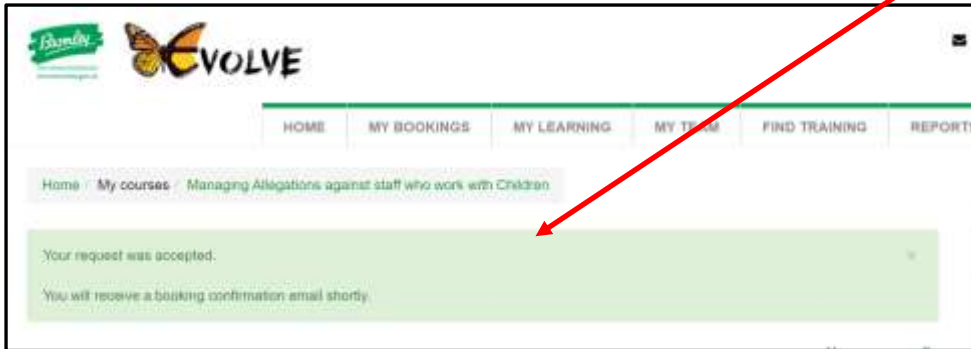 EVOLVE
HOME MY BOOKINGS MY LEARNING MY TEAM FIND TRAINING REPORTS
Home / My courses / Managing Allegations against staff who work with Children
Your request was accepted. ×
You will receive a booking confirmation email shortly.